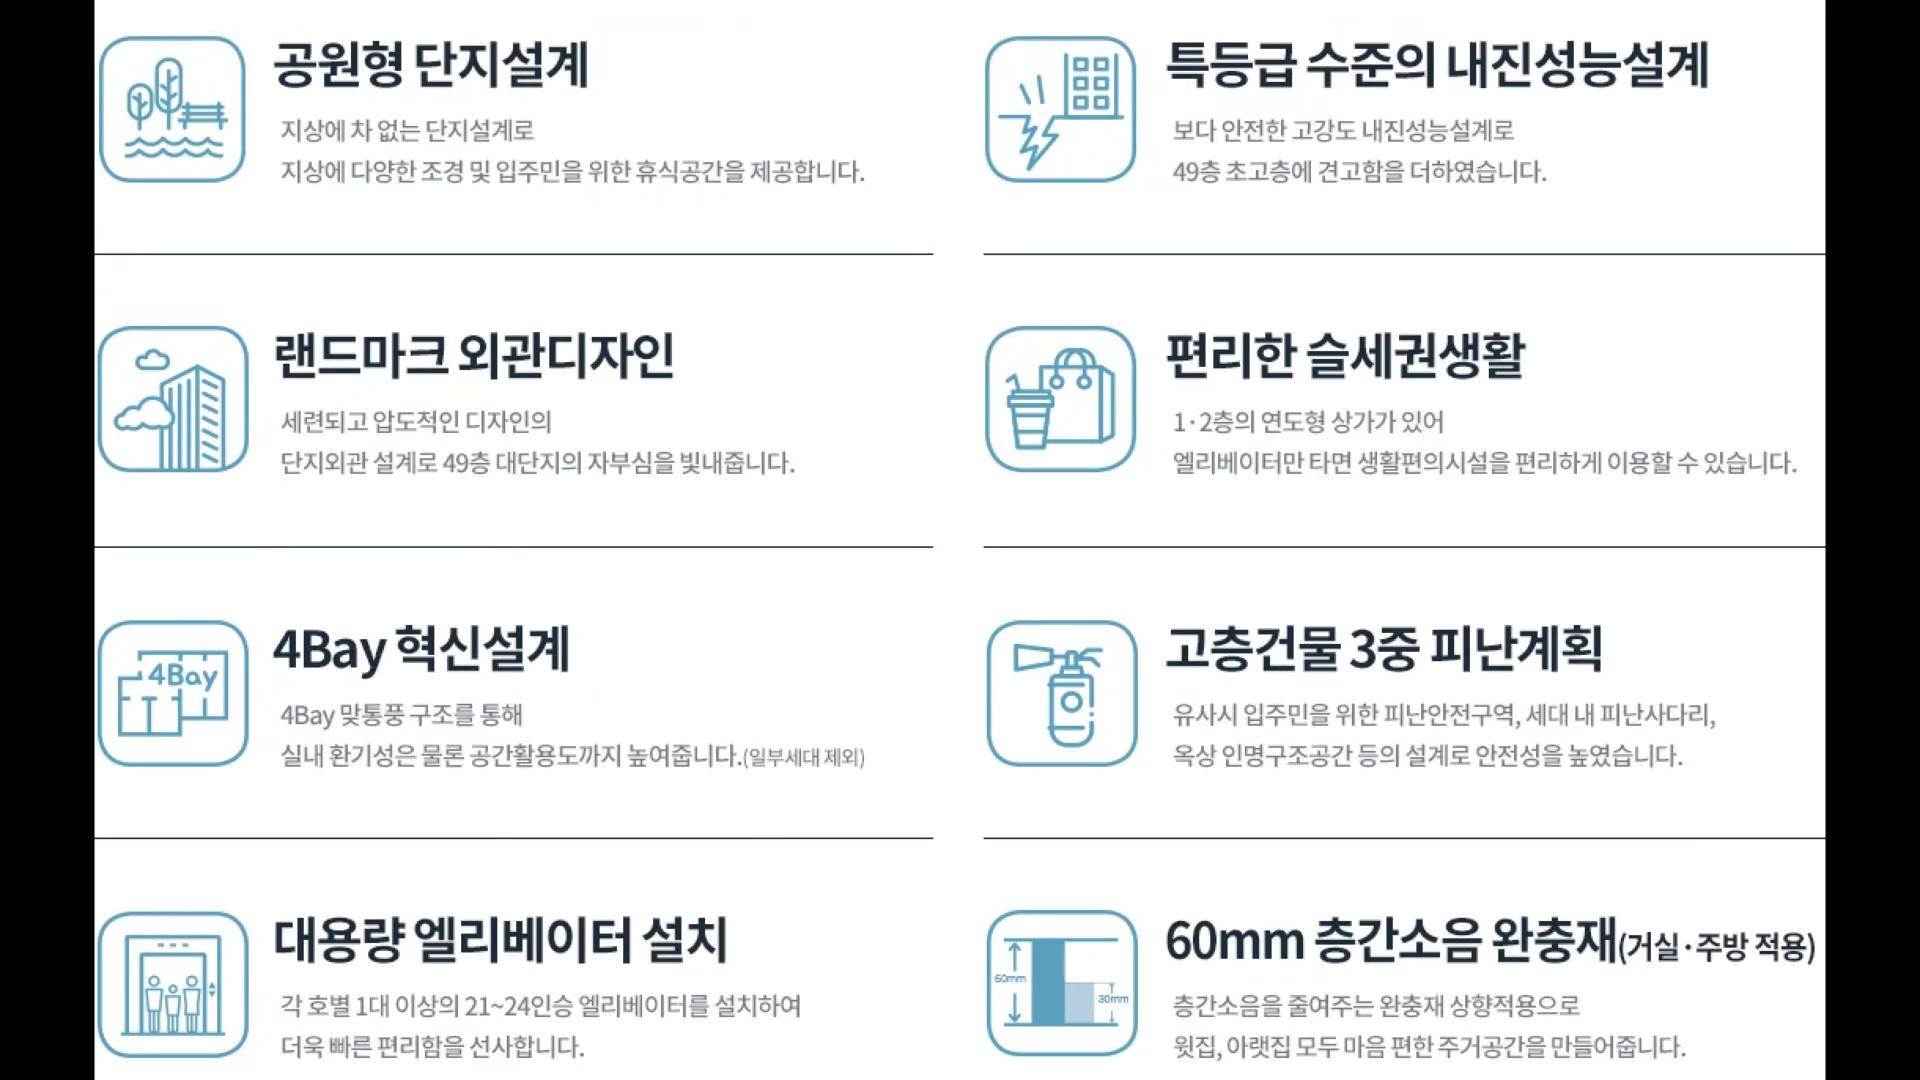 공원형 단지설계
지상에 차 없는 단지설계로
지상에 다양한 조경 및 입주민을 위한 휴식공간을 제공합니다.
특등급 수준의 내진성능설계
보다 안전한 고강도 내진성능설계로
49층 초고층에 견고함을 더하였습니다.
랜드마크 외관디자인
세련되고 압도적인 디자인의
단지외관 설계로 49층 대단지의 자부심을 빛내줍니다.
편리한 슬세권생활
1·2층의 연도형 상가가 있어
엘리베이터만 타면 생활편의시설을 편리하게 이용할 수 있습니다.
4Bay
4Bay 혁신설계
4Bay 맞통풍 구조를 통해
실내 환기성은 물론 공간활용도까지 높여줍니다.(일부세대 제외)
고층건물 3중 피난계획
유사시 입주민을 위한 피난안전구역, 세대 내 피난사다리,
옥상 인명구조공간 등의 설계로 안전성을 높였습니다.
대용량 엘리베이터 설치
각 호별 1대 이상의 21~24인승 엘리베이터를 설치하여
더욱 빠른 편리함을 선사합니다.
60mm
30mm
60mm 층간소음 완충재(거실·주방 적용)
층간소음을 줄여주는 완충재 상향적용으로
윗집, 아랫집 모두 마음 편한 주거공간을 만들어줍니다.